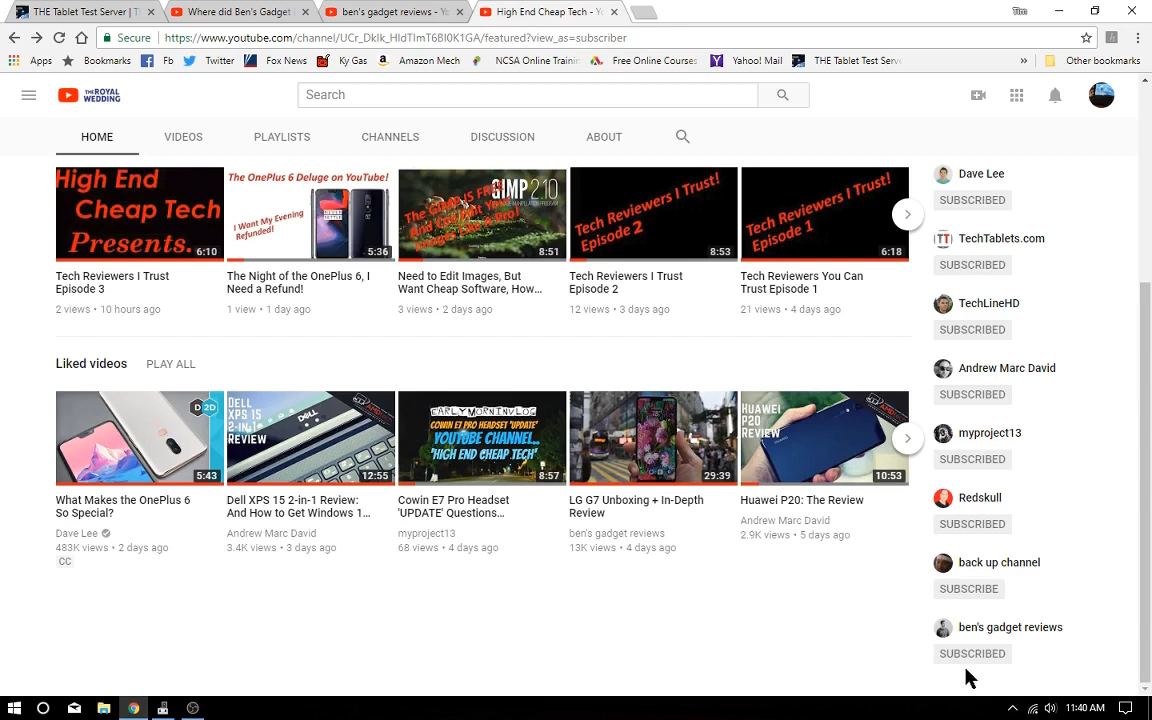 THE Tablet Test Server | T
Where did Ben's Gadget
ben's gadget reviews - Yo
High End Cheap Tech - Yo
Tim
Secure | https://www.youtube.com/channel/UCr_DkIk_HIdTImT6BI0K1GA/featured?view_as=subscriber
Apps Bookmarks Fb Twitter Fox News Ky Gas Amazon Mech NCSA Online Trainin Free Online Courses Yahoo! Mail THE Tablet Test Serve » Other bookmarks
THE ROYAL
WEDDING
Search
HOME VIDEOS PLAYLISTS CHANNELS DISCUSSION ABOUT
High End
Cheap Tech
Presents.
6:10
Tech Reviewers I Trust
Episode 3
2 views • 10 hours ago
The OnePlus 6 Deluge on YouTube!
I Want My Evening
Refunded!
5:36
The Night of the OnePlus 6, I
Need a Refund!
1 view • 1 day ago
GIMP 2.10
8:51
Need to Edit Images, But
Want Cheap Software, How...
3 views • 2 days ago
Tech Reviewers I Trust!
Episode 2
8:53
Tech Reviewers I Trust
Episode 2
12 views • 3 days ago
Tech Reviewers I Trust!
Episode 1
6:18
Tech Reviewers You Can
Trust Episode 1
21 views • 4 days ago
Liked videos PLAY ALL
D 2D
5:43
What Makes the OnePlus 6
So Special?
Dave Lee
483K views • 2 days ago
CC
DELL
XPS 15
2-IN-1
REVIEW
DELL
12:55
Dell XPS 15 2-in-1 Review:
And How to Get Windows 1...
Andrew Marc David
3.4K views • 3 days ago
EARLYMORNINVLOG
COWIN E7 PRO HEADSET "UPDATE"
YOUTUBE CHANNEL..
'HIGH END CHEAP TECH'
8:57
Cowin E7 Pro Headset
'UPDATE' Questions...
myproject13
68 views • 4 days ago
29:39
LG G7 Unboxing + In-Depth
Review
ben's gadget reviews
13K views • 4 days ago
HUAWEI
P20
REVIEW
10:53
Huawei P20: The Review
Andrew Marc David
2.9K views • 5 days ago
Dave Lee
SUBSCRIBED
TT
TechTablets.com
SUBSCRIBED
TechLineHD
SUBSCRIBED
Andrew Marc David
SUBSCRIBED
myproject13
SUBSCRIBED
Redskull
SUBSCRIBED
back up channel
SUBSCRIBE
ben's gadget reviews
SUBSCRIBED
11:40 AM